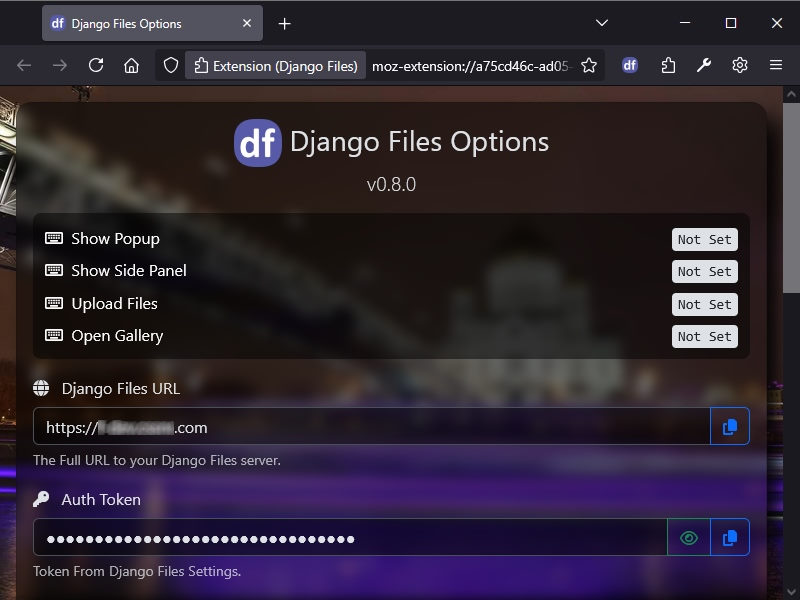 df Django Files Options
Extension (Django Files) moz-extension://a75cd46c-ad05- df
df Django Files Options
v0.8.0
Show Popup Not Set
Show Side Panel Not Set
Upload Files Not Set
Open Gallery Not Set
Django Files URL
https:// .com
The Full URL to your Django Files server.
Auth Token
••••••••••••••••••••••••••••••••
Token From Django Files Settings.